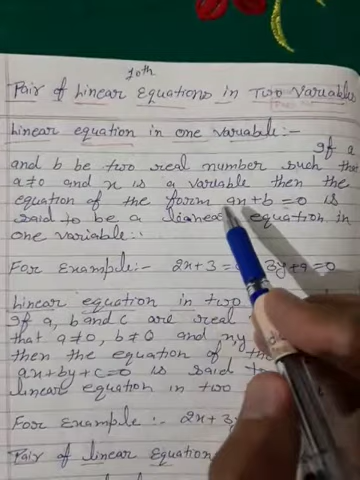 10th
Pair of Linear Equations in Two Variables
Linear equation in one variable:-
If a
and b be two real number such that
a≠0 and x is a variable then the
equation of the form ax+b=0 is
said to be a linear equation in
one variable:
For Example:- 2x+3= 3y+9=0
Linear equation in two
If a, b and c are real
that a≠0, b≠0 and x,y
then the equation of the
ax+by+c=0 is said to
linear equation in two
For Example:- 2x+3y
Pair of linear Equation